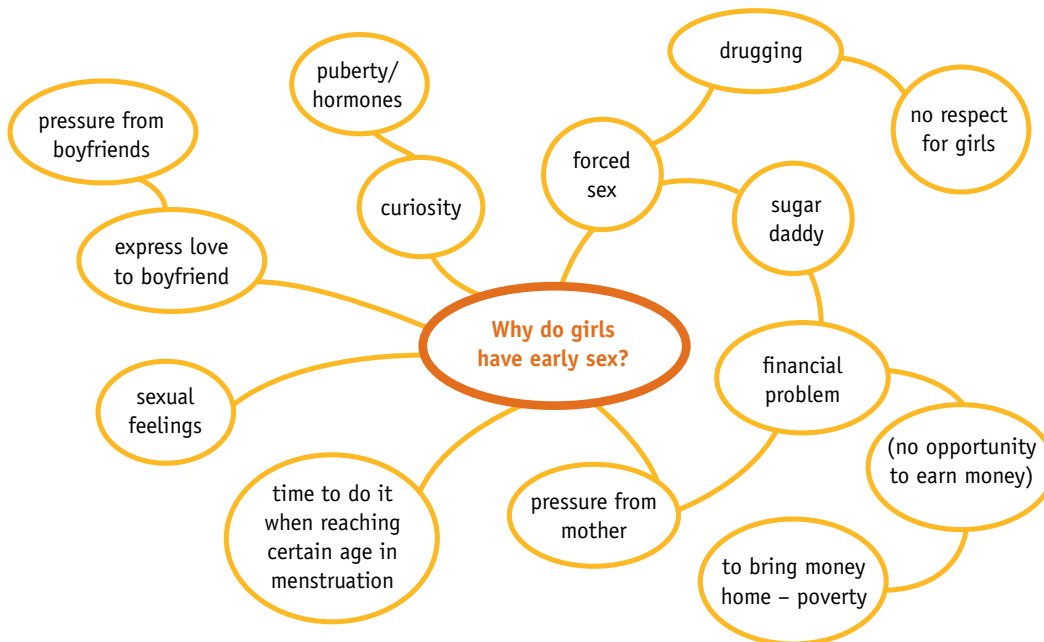 drugging
puberty/
hormones
no respect
for girls
pressure from
boyfriends
forced
sex
curiosity
sugar
daddy
express love
to boyfriend
Why do girls
have early sex?
financial
problem
sexual
feelings
(no opportunity
to earn money)
time to do it
when reaching
certain age in
menstruation
pressure from
mother
to bring money
home – poverty